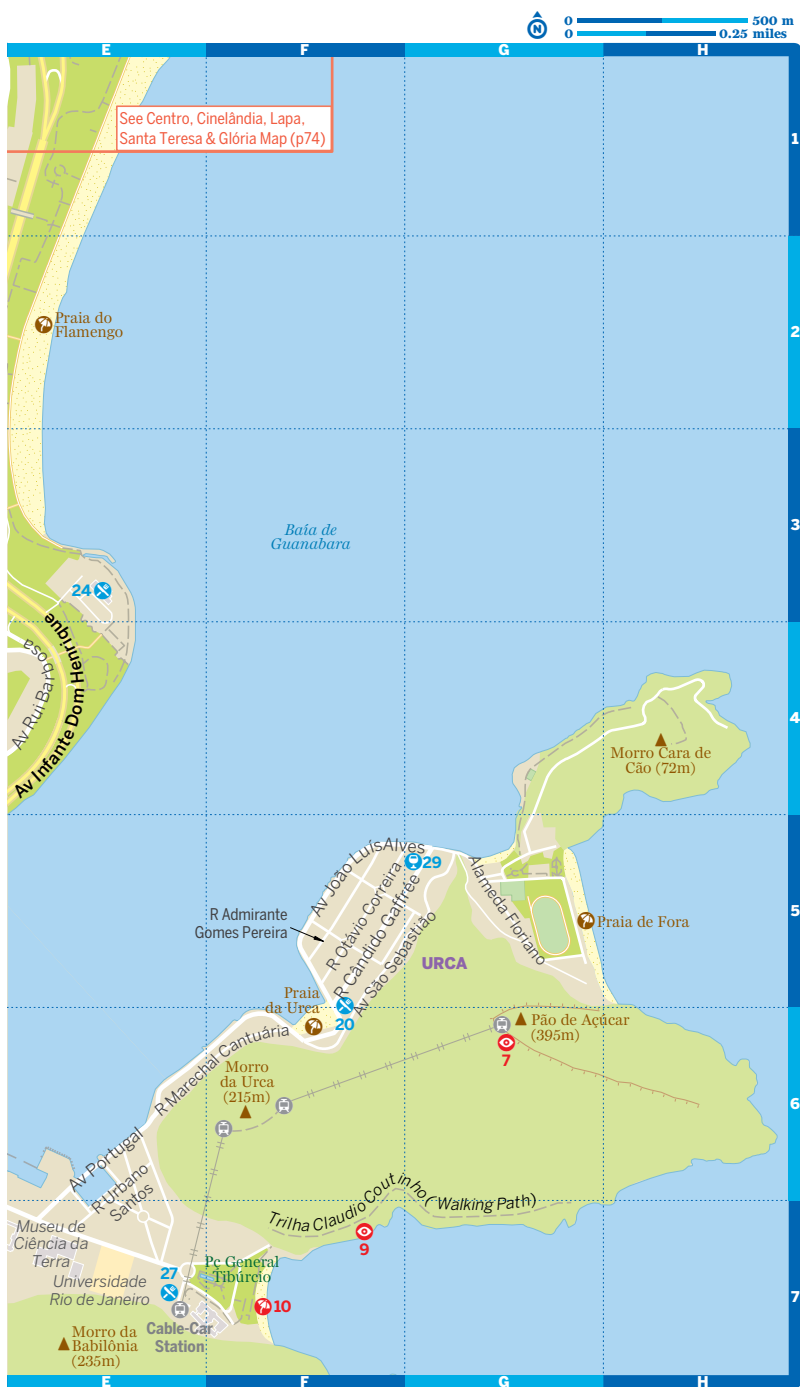 N
0
500 m
0
0.25 miles
E
F
G
H
1
2
3
4
5
6
7
See Centro, Cinelândia, Lapa,
Santa Teresa & Glória Map (p74)
Praia do
Flamengo
Baía de
Guanabara
24
Av Rui Barbosa
Av Infante Dom Henrique
Morro Cara de
Cão (72m)
Av João Luís Alves
29
R Otávio Correira
R Cândido Gaffrée
Av São Sebastião
Alameda Floriano
R Admirante
Gomes Pereira
Praia de Fora
URCA
Praia
da Urca
20
Pão de Açúcar
(395m)
7
R Marechal Cantuária
Morro
da Urca
(215m)
Av Portugal
R Urbano
Santos
Trilha Claudio Coutinho (Walking Path)
9
Museu de
Ciência da
Terra
Universidade
Rio de Janeiro
27
Pç General
Tibúrcio
10
Cable-Car
Station
Morro da
Babilônia
(235m)
E
F
G
H